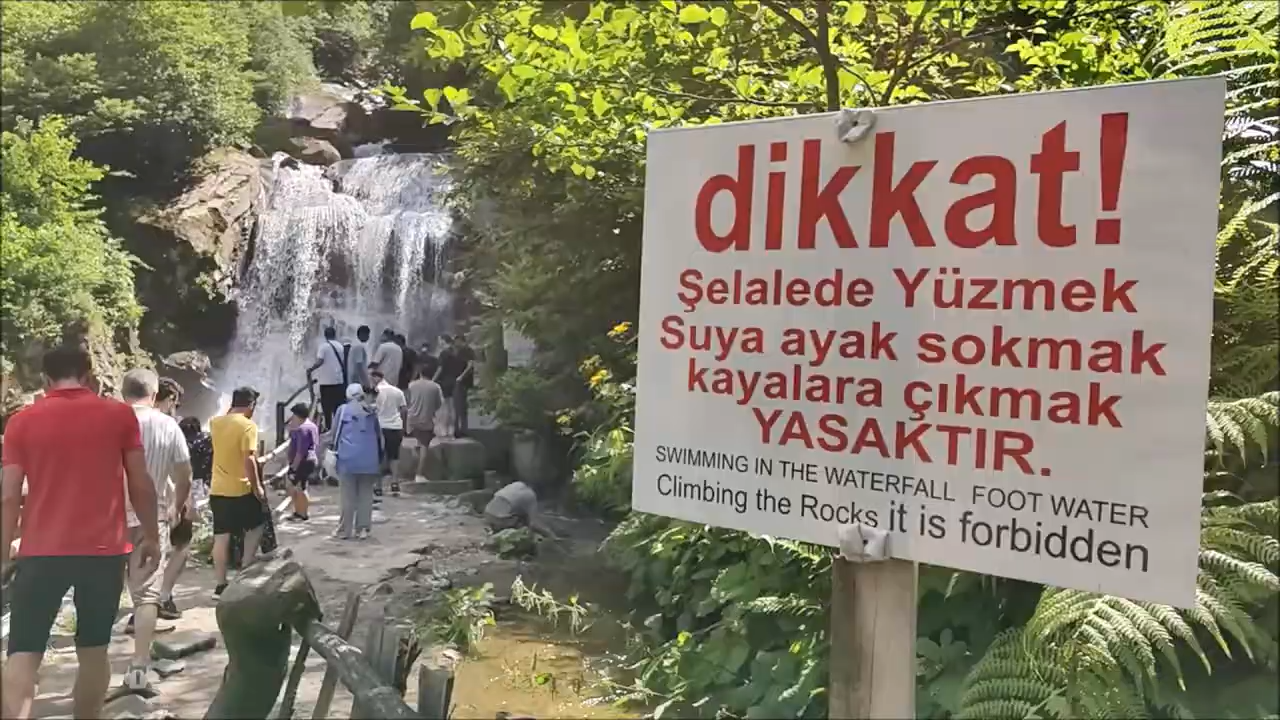 dikkat!
Şelalede Yüzmek
Suya ayak sokmak
kayalara çıkmak
YASAKTIR.
SWIMMING IN THE WATERFALL FOOT WATER
Climbing the Rocks it is forbidden